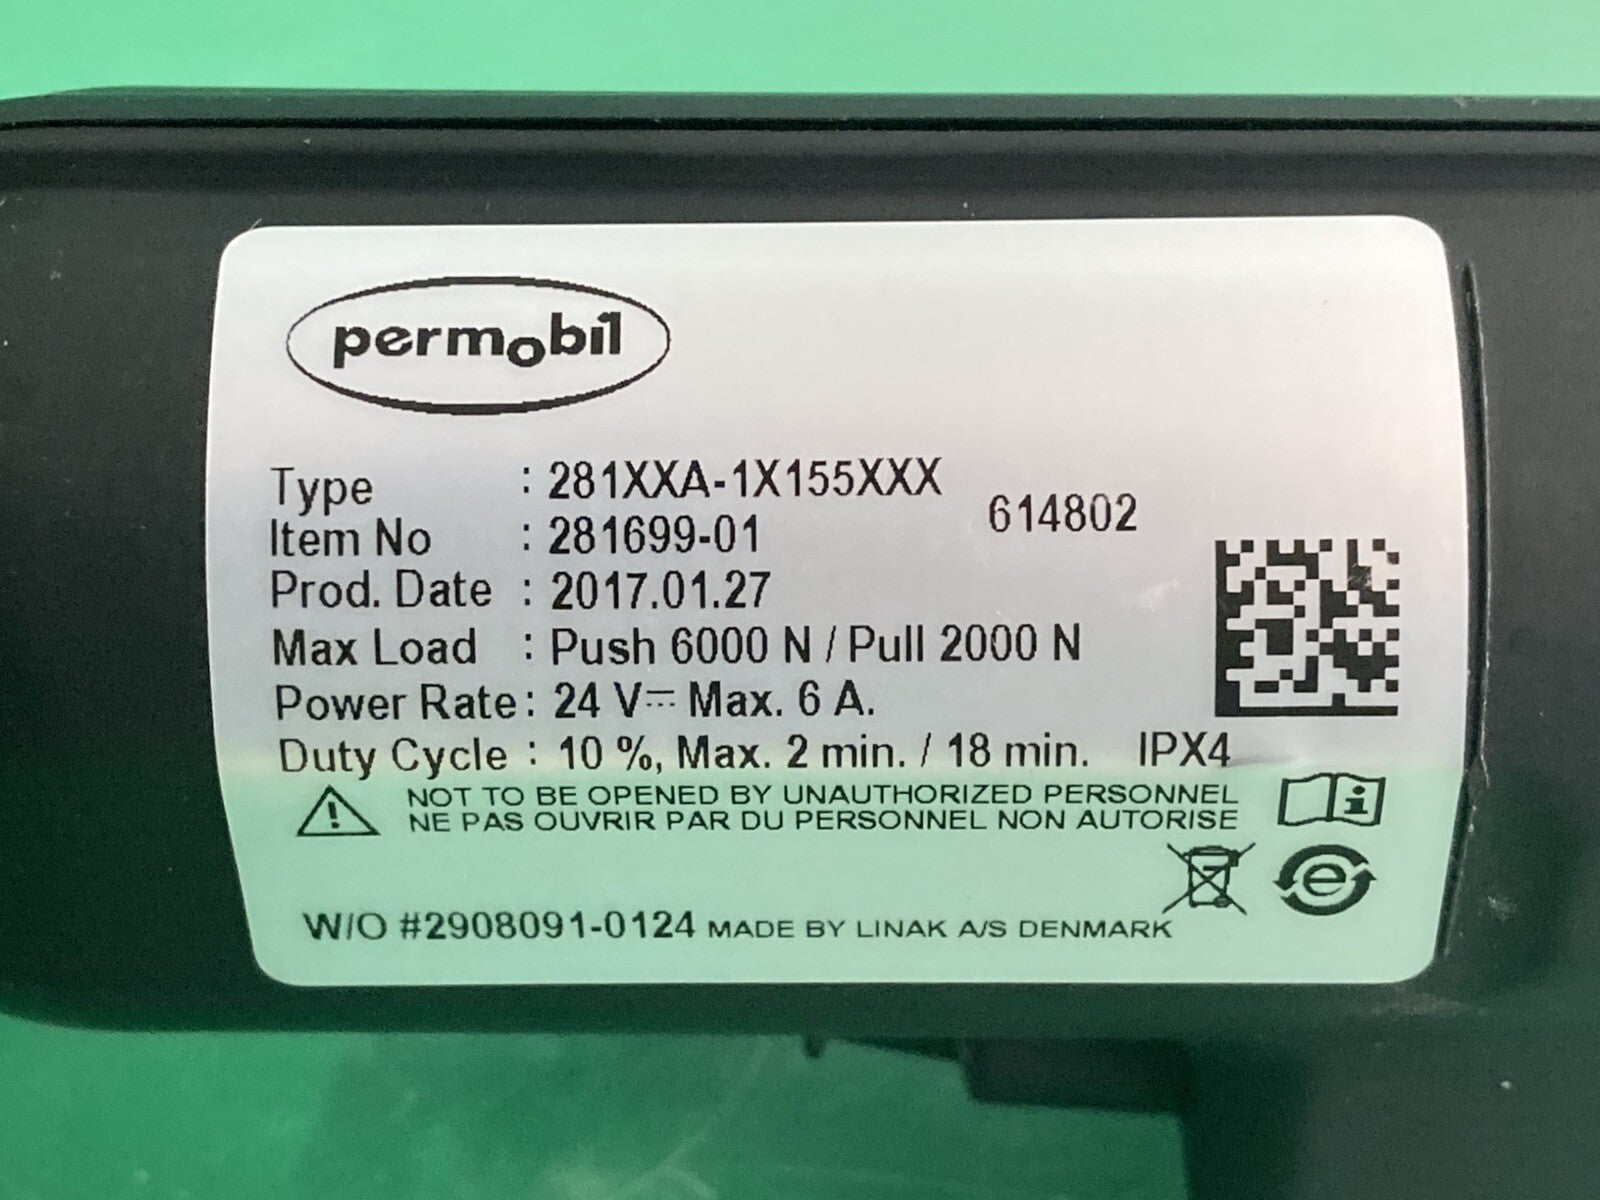 permobil
Type : 281XXA-1X155XXX
614802
Item No : 281699-01
Prod. Date : 2017.01.27
Max Load : Push 6000 N / Pull 2000 N
Power Rate : 24 V⎓ Max. 6 A.
Duty Cycle : 10 %, Max. 2 min. / 18 min. IPX4
NOT TO BE OPENED BY UNAUTHORIZED PERSONNEL
NE PAS OUVRIR PAR DU PERSONNEL NON AUTORISE
W/O #2908091-0124 MADE BY LINAK A/S DENMARK